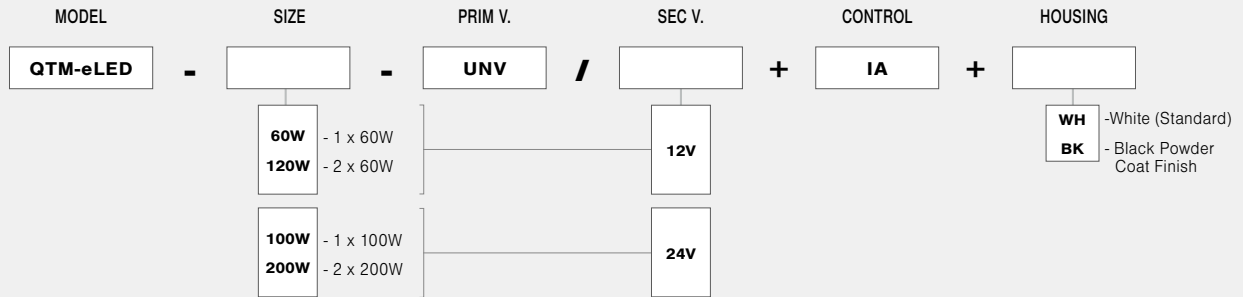 MODEL SIZE PRIM V. SEC V. CONTROL HOUSING
QTM-eLED - - UNV / + IA +
60W - 1 x 60W
120W - 2 x 60W
12V
WH -White (Standard)
BK - Black Powder
Coat Finish
100W - 1 x 100W
200W - 2 x 200W
24V